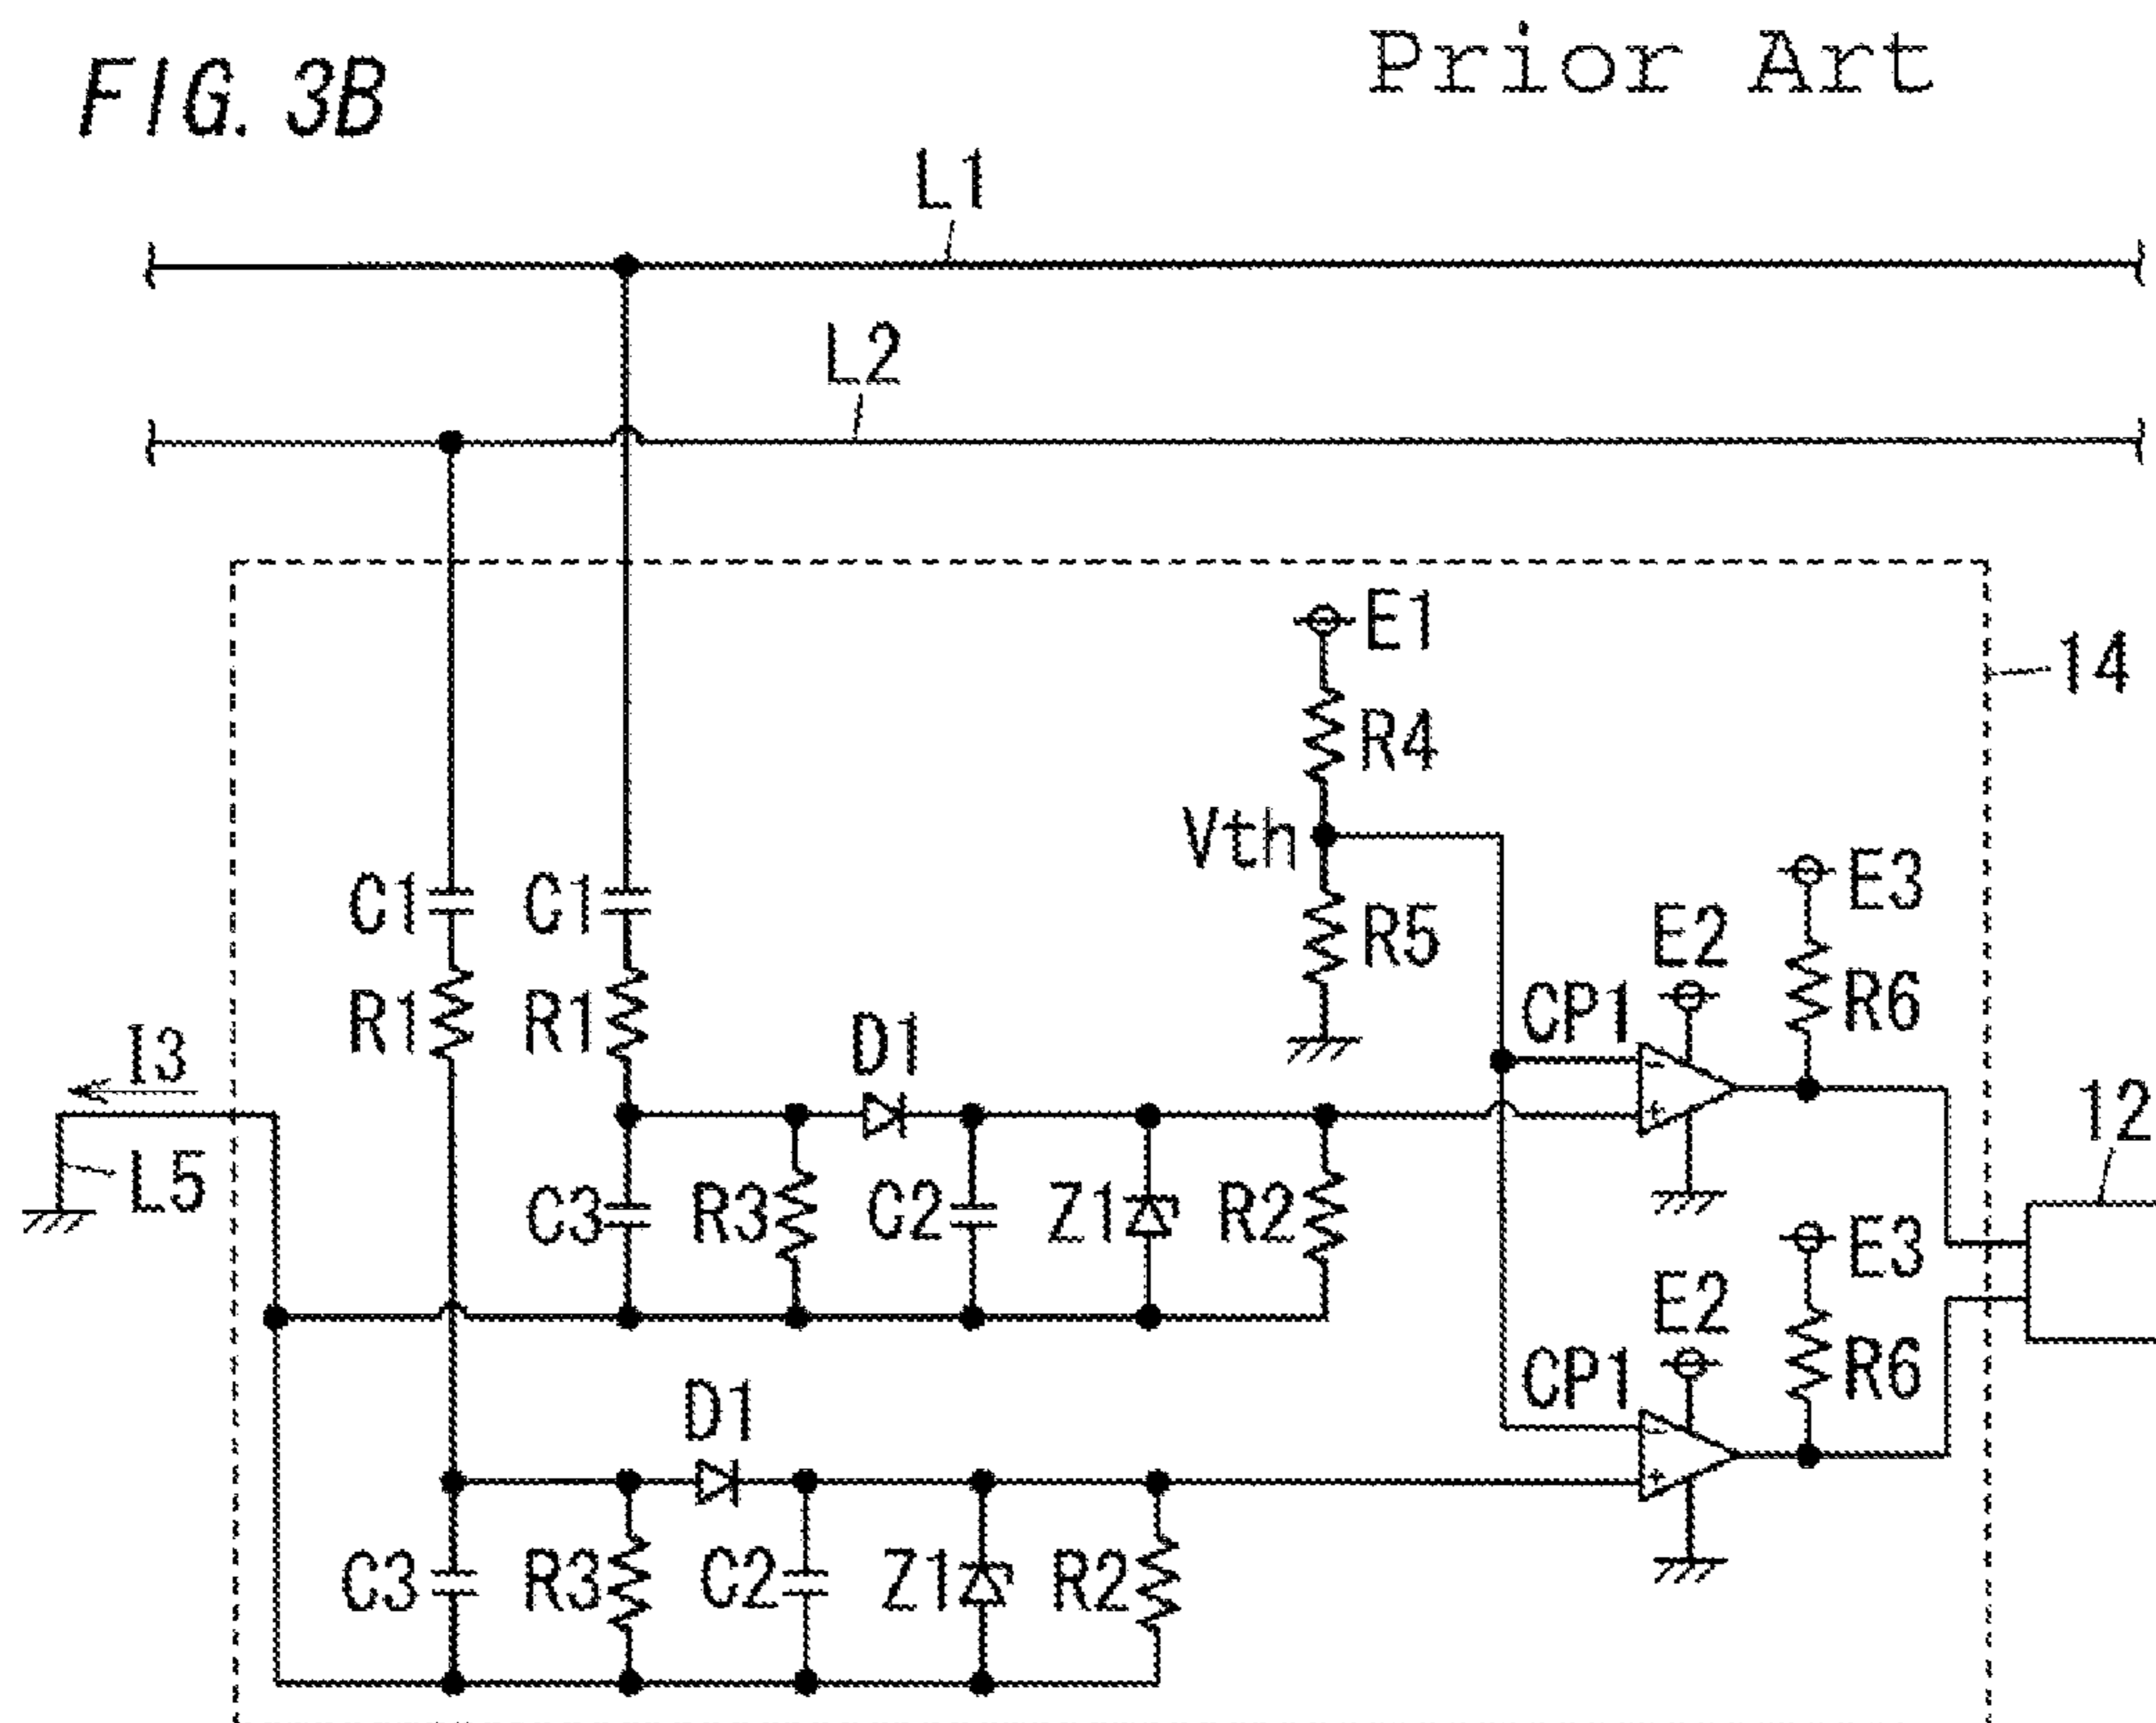 FIG. 3B
Prior Art
L1
L2
E1
14
R4
Vth
E3
C1
C1
R5
E2
CP1
R6
R1
R1
I3
D1
12
L5
C3
R3
C2
Z1
R2
E3
E2
CP1
R6
D1
C3
R3
C2
Z1
R2